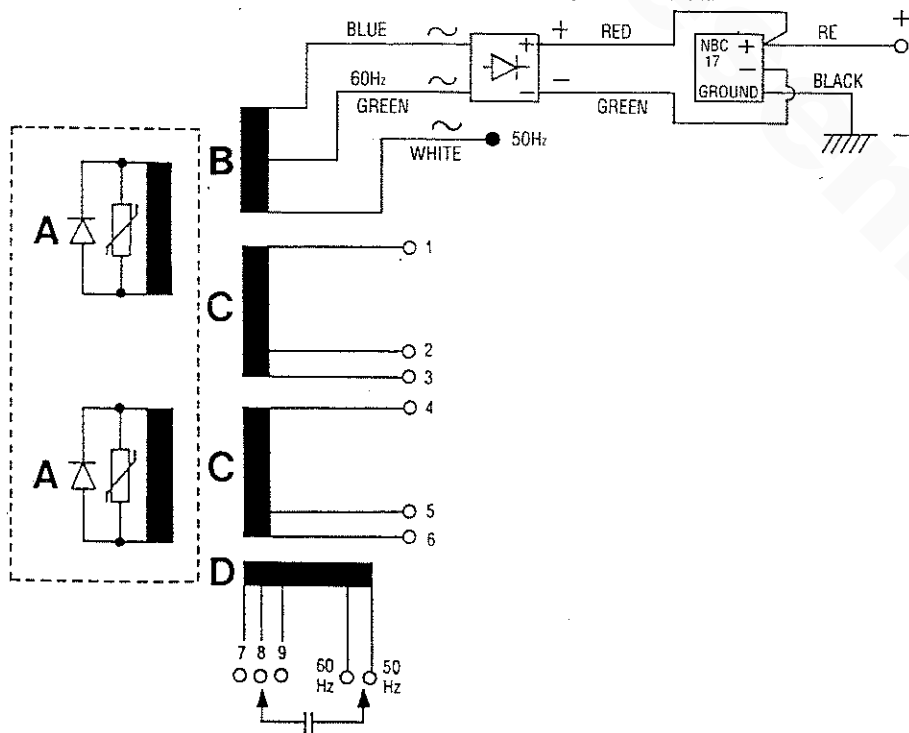 BLUE
~
+
+
RED
NBC
17
+
RE
+
60Hz
GREEN
~
−
−
GREEN
−
GROUND
BLACK
−
~
WHITE
50Hz
B
A
1
C
2
3
4
A
C
5
6
D
7 8 9
60
Hz
50
Hz